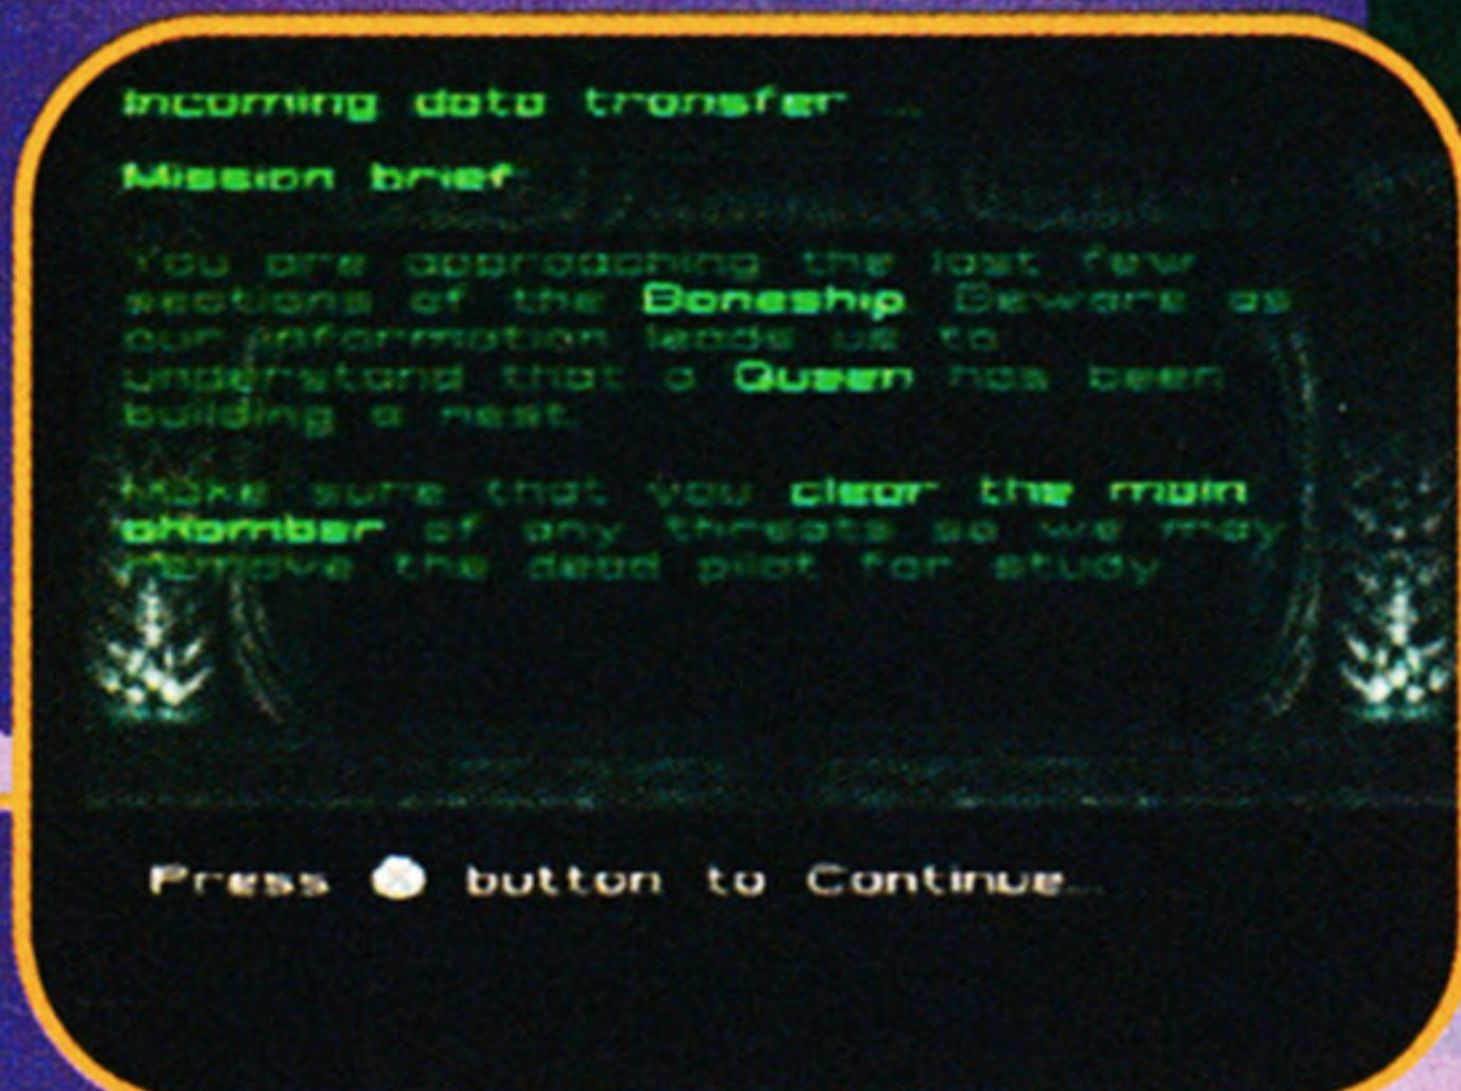 Incoming data transfer ...
Mission brief
You are approaching the last few
sections of the Boneship. Beware as
our information leads us to
understand that a Queen has been
building a nest.
Make sure that you clear the main
chamber of any threats so we may
remove the dead pilot for study
Press X button to Continue...